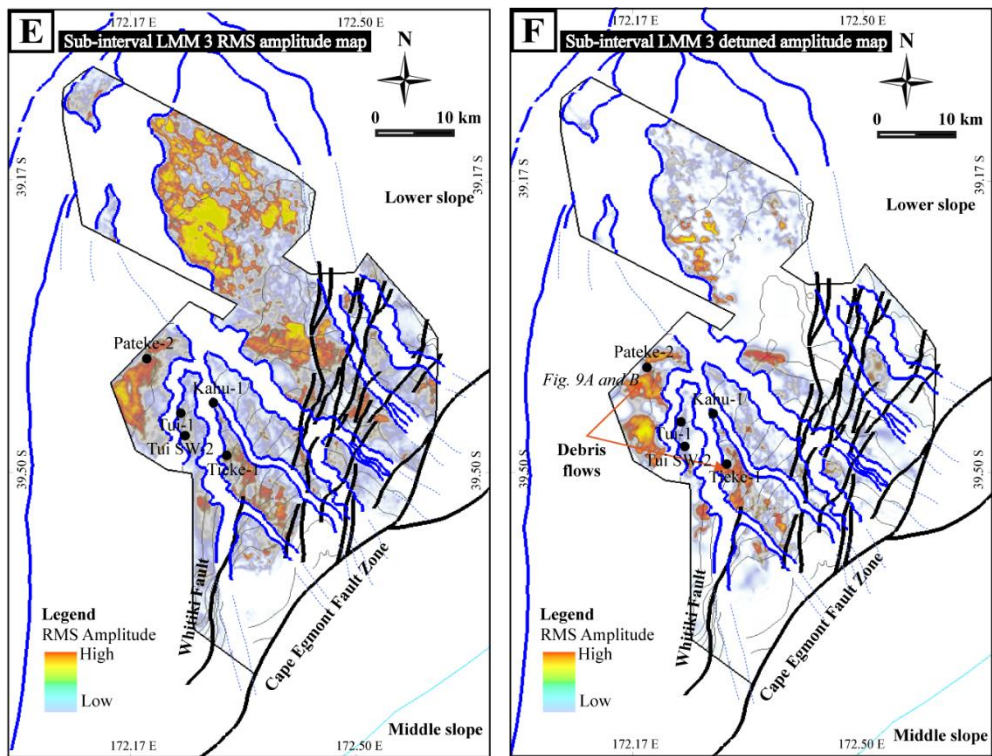 172.17 E
172.50 E
E
Sub-interval LMM 3 RMS amplitude map
N
0
10 km
39.17 S
39.17 S
Lower slope
Pateke-2
Kahu-1
Tui-1
Tui SW-2
Tieke-1
39.50 S
39.50 S
Whitiki Fault
Cape Egmont Fault Zone
Legend
RMS Amplitude
High
Low
Middle slope
172.17 E
172.50 E
172.17 E
172.50 E
F
Sub-interval LMM 3 detuned amplitude map
N
0
10 km
39.17 S
Lower slope
Pateke-2
Fig. 9A and B
Kahu-1
Tui-1
Debris
flows
Tui SW-2
Tieke-1
39.50 S
Whitiki Fault
Cape Egmont Fault Zone
Legend
RMS Amplitude
High
Low
Middle slope
172.17 E
172.50 E